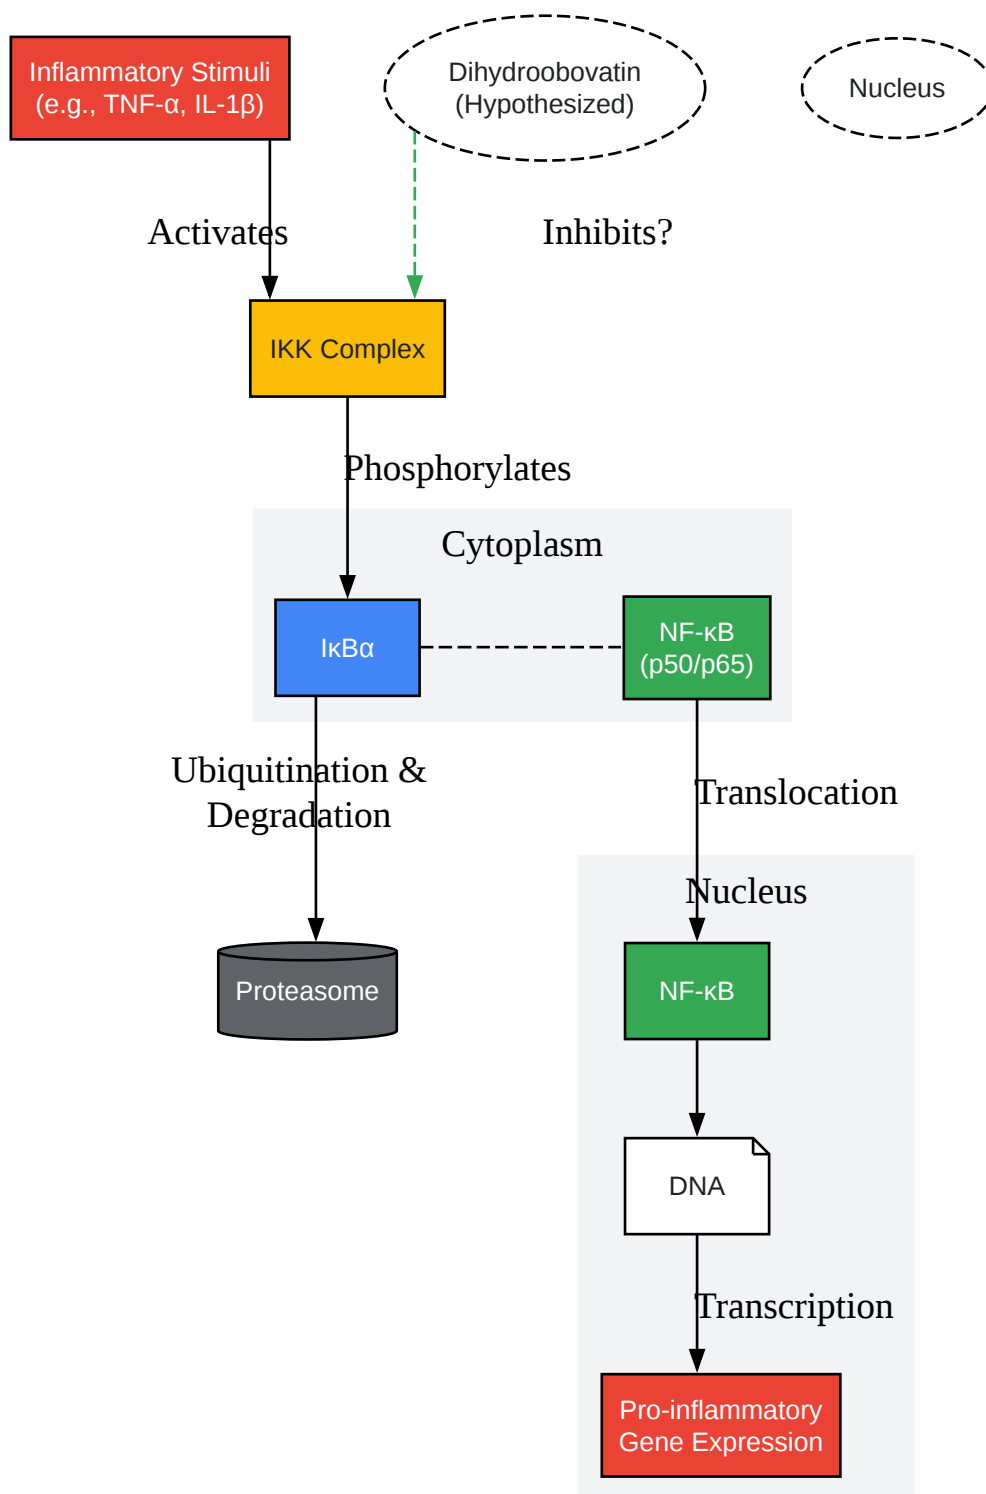 Inflammatory Stimuli
(e.g., TNF-α, IL-1β)
Dihydroobovatin
(Hypothesized)
Nucleus
Activates
Inhibits?
IKK Complex
Phosphorylates
Cytoplasm
IκBα
NF-κB
(p50/p65)
Ubiquitination &
Degradation
Translocation
Nucleus
Proteasome
NF-κB
DNA
Transcription
Pro-inflammatory
Gene Expression